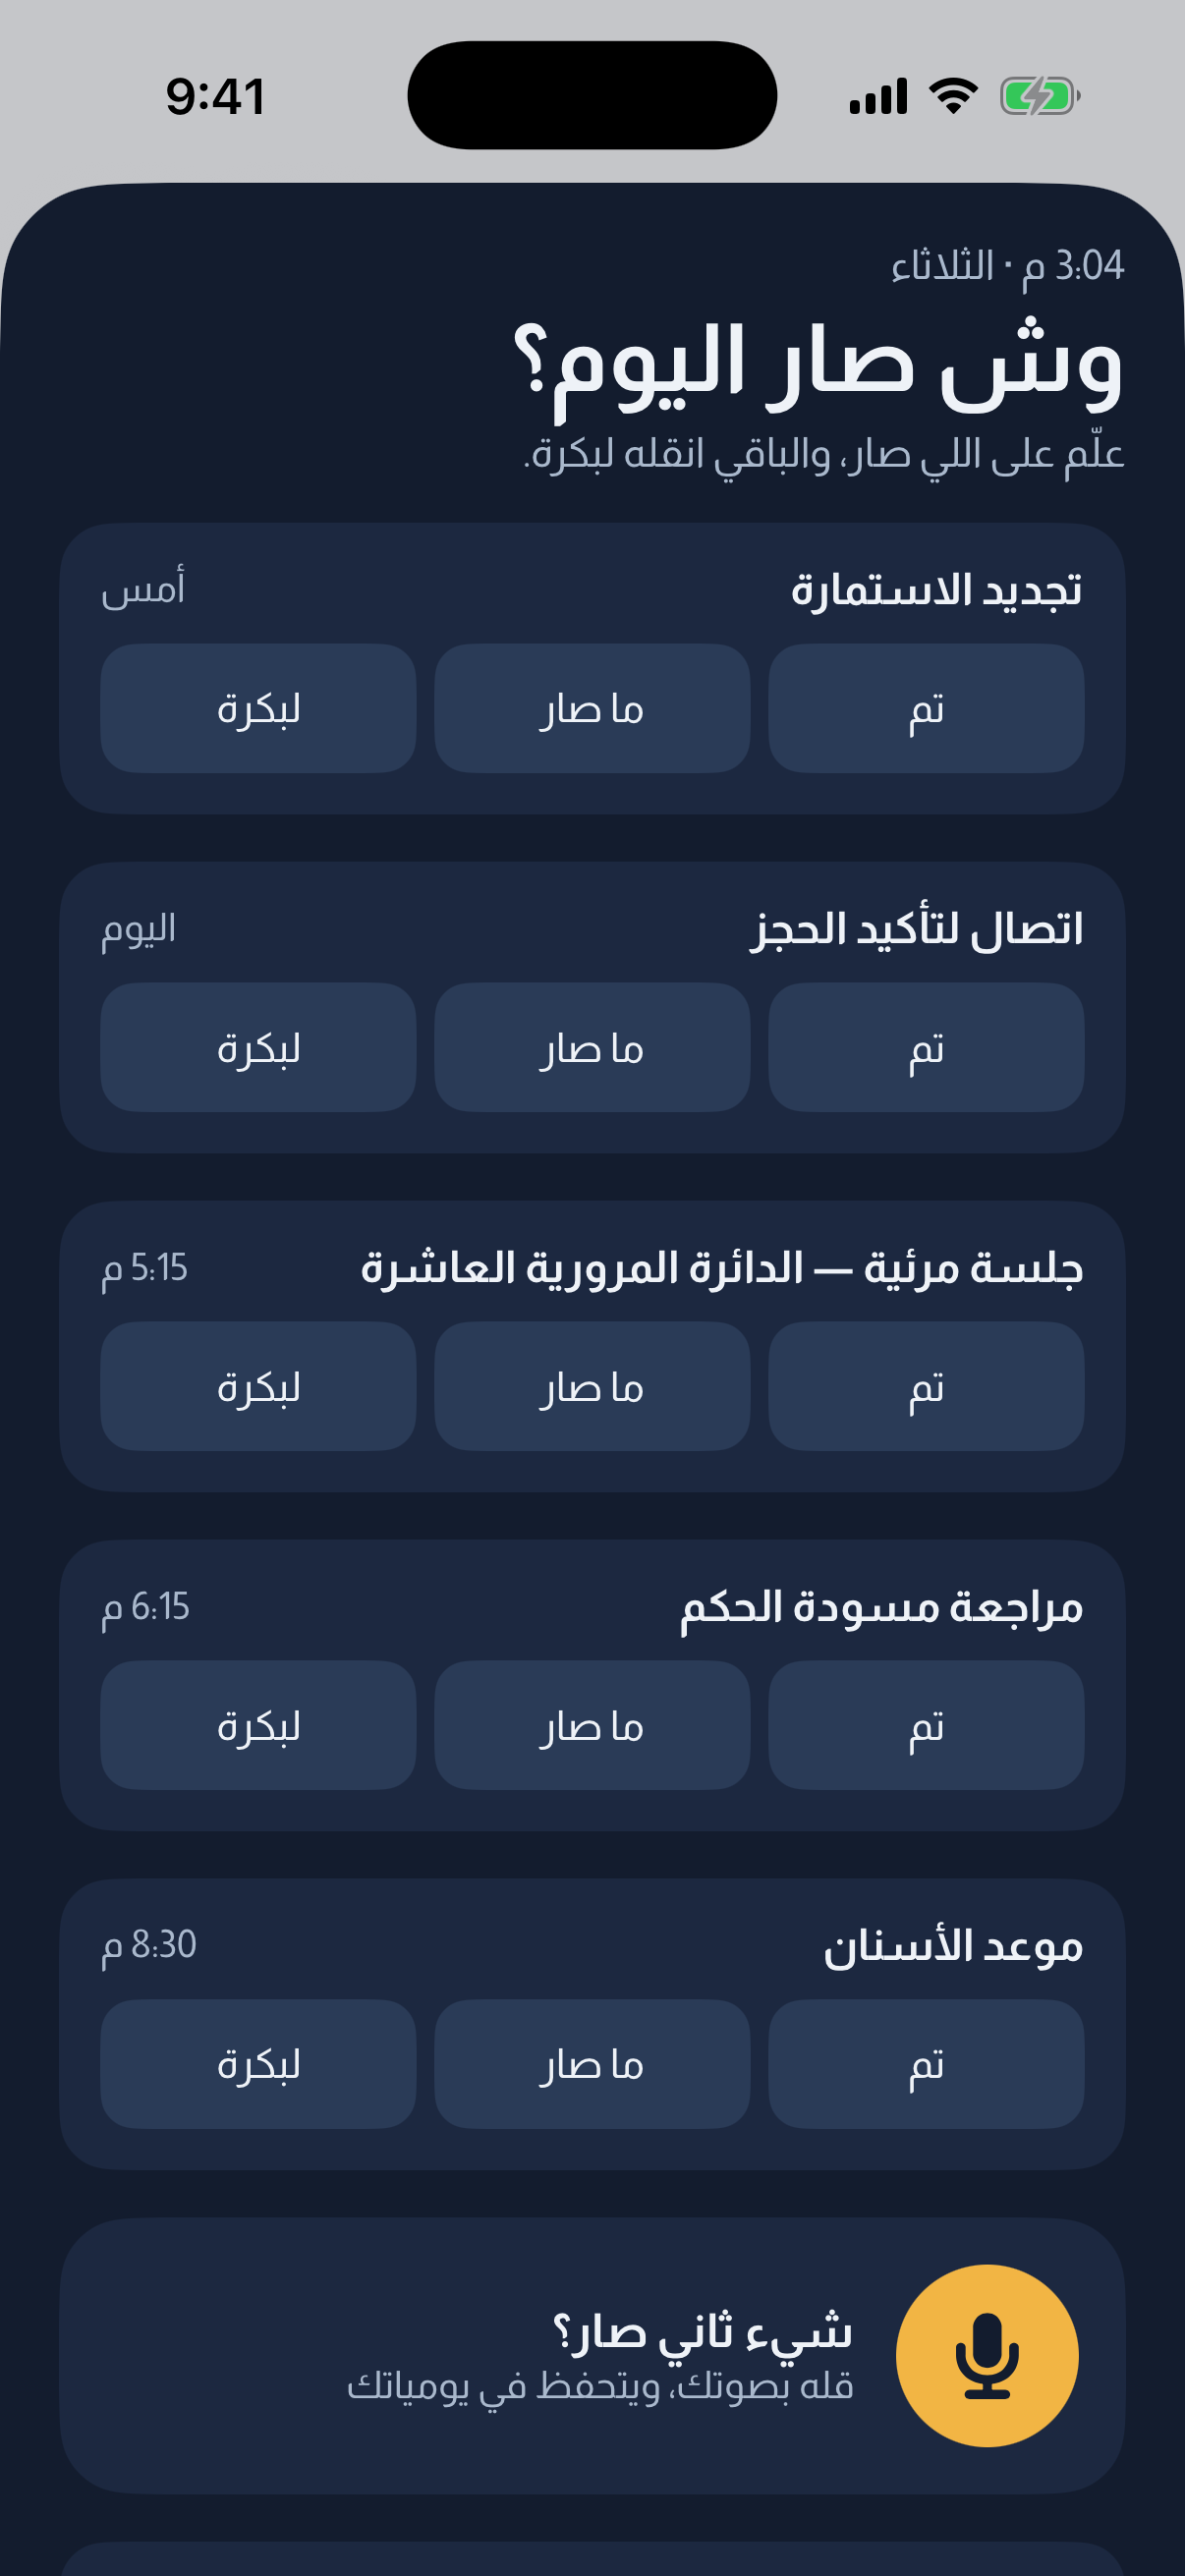 9:41
3:04 م · الثلاثاء
وش صار اليوم؟
علّم على اللي صار، والباقي انقله لبكرة.
تجديد الاستمارة
أمس
تم
ما صار
لبكرة
اتصال لتأكيد الحجز
اليوم
تم
ما صار
لبكرة
جلسة مرئية — الدائرة المرورية العاشرة
5:15 م
تم
ما صار
لبكرة
مراجعة مسودة الحكم
6:15 م
تم
ما صار
لبكرة
موعد الأسنان
8:30 م
تم
ما صار
لبكرة
شيء ثاني صار؟
قله بصوتك، ويتحفظ في يومياتك